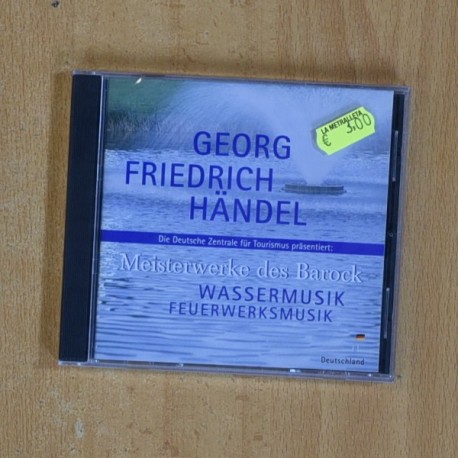 LA METRALLETA
€ 3,00
GEORG
FRIEDRICH
HÄNDEL
Die Deutsche Zentrale für Tourismus präsentiert:
Meisterwerke des Barock
WASSERMUSIK
FEUERWERKSMUSIK
Deutschland